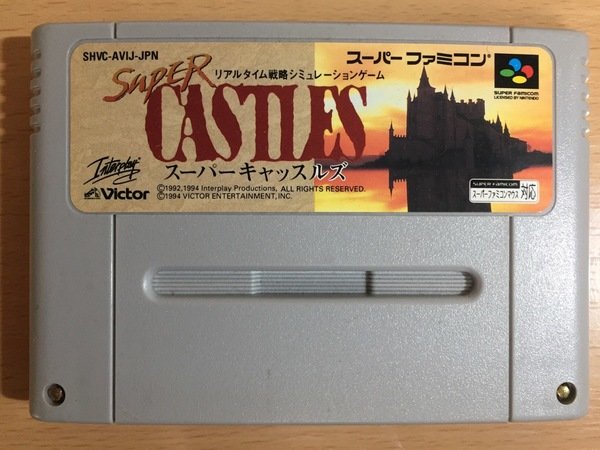 SHVC-AVIJ-JPN
スーパーファミコン
SUPER
リアルタイム戦略シミュレーションゲーム
CASTLES
スーパーキャッスルズ
SUPER FAMICOM
LICENSED BY NINTENDO
Interplay
Victor
©1992,1994 Interplay Productions, ALL RIGHTS RESERVED.
©1994 VICTOR ENTERTAINMENT, INC.
SUPER FAMICOM
スーパーファミコンマウス 対応